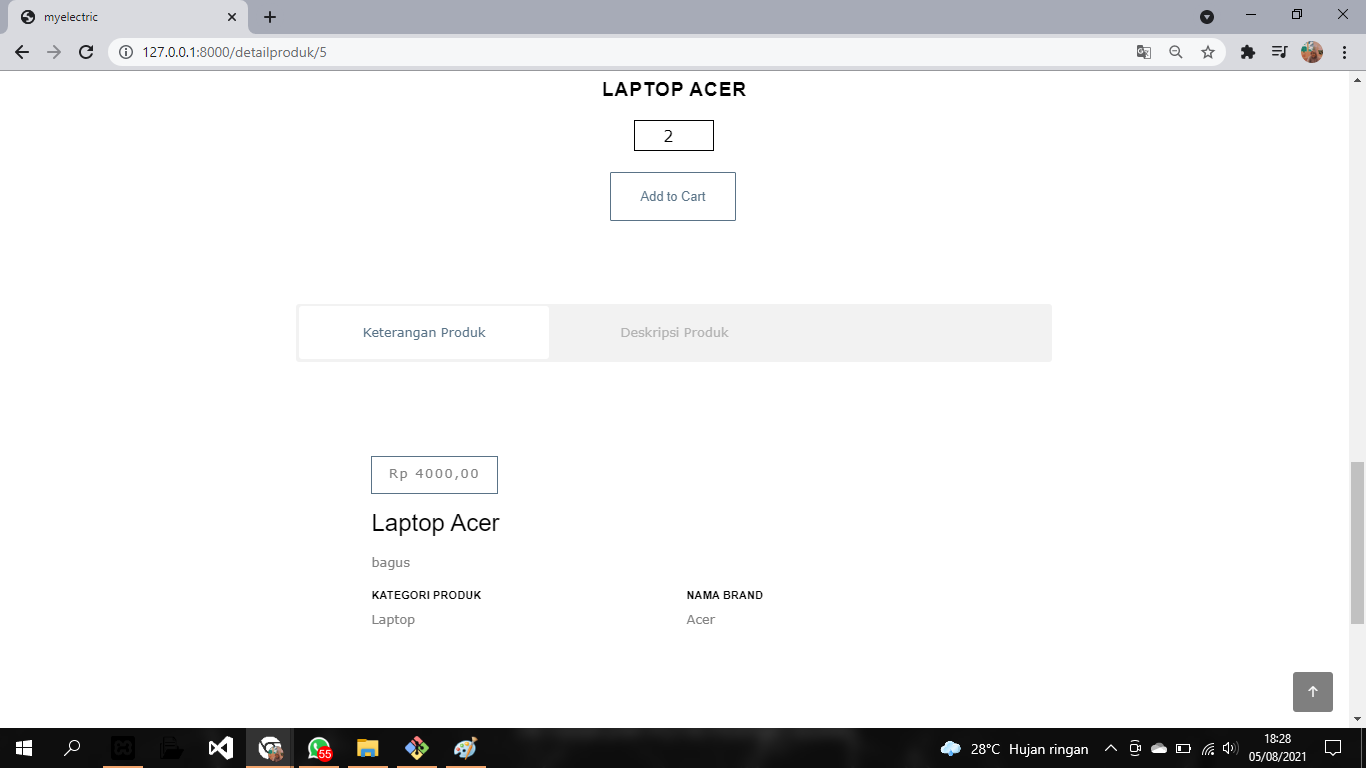 myelectric
127.0.0.1:8000/detailproduk/5
LAPTOP ACER
2
Add to Cart
Keterangan Produk Deskripsi Produk
Rp 4000,00
Laptop Acer
bagus
KATEGORI PRODUK NAMA BRAND
Laptop Acer
55
28°C Hujan ringan
18:28
05/08/2021